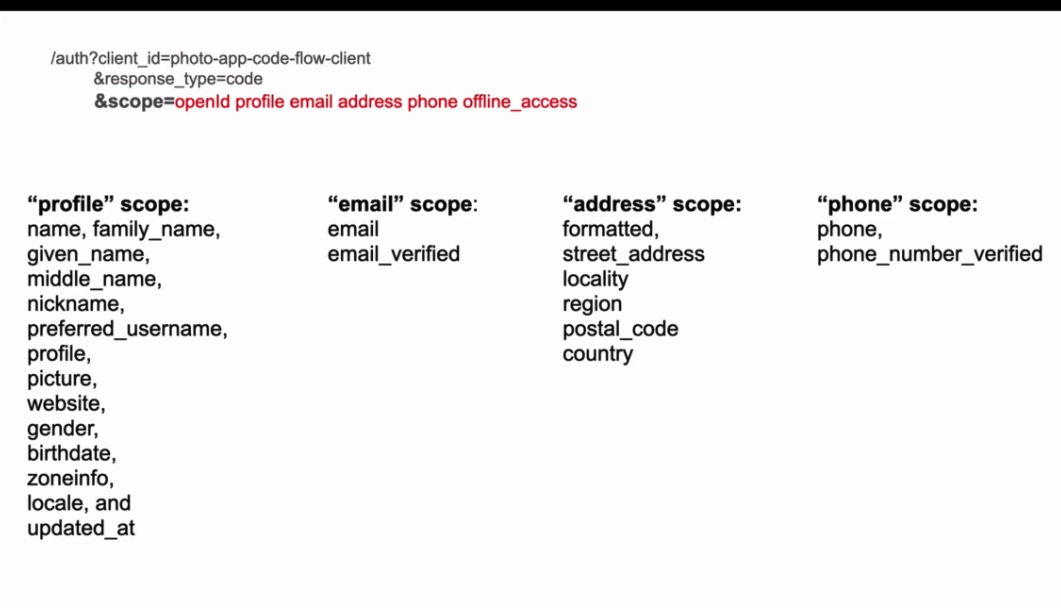 /auth?client_id=photo-app-code-flow-client
&response_type=code
&scope=openId profile email address phone offline_access
“profile” scope:
name, family_name,
given_name,
middle_name,
nickname,
preferred_username,
profile,
picture,
website,
gender,
birthdate,
zoneinfo,
locale, and
updated_at
“email” scope:
email
email_verified
“address” scope:
formatted,
street_address
locality
region
postal_code
country
“phone” scope:
phone,
phone_number_verified